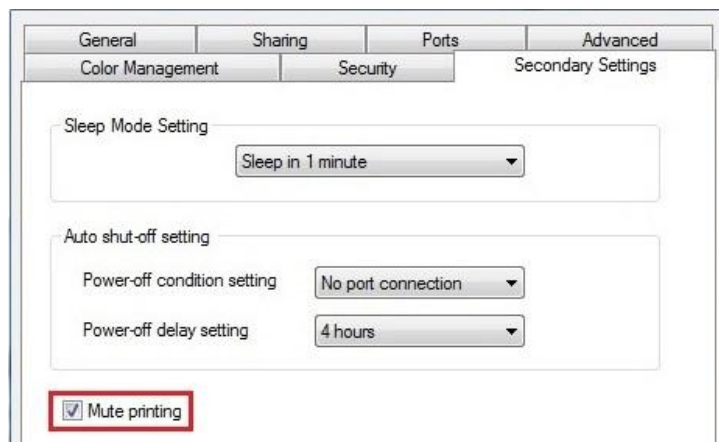 General Sharing Ports Advanced
Color Management Security Secondary Settings
Sleep Mode Setting
Sleep in 1 minute
Auto shut-off setting
Power-off condition setting No port connection
Power-off delay setting 4 hours
Mute printing